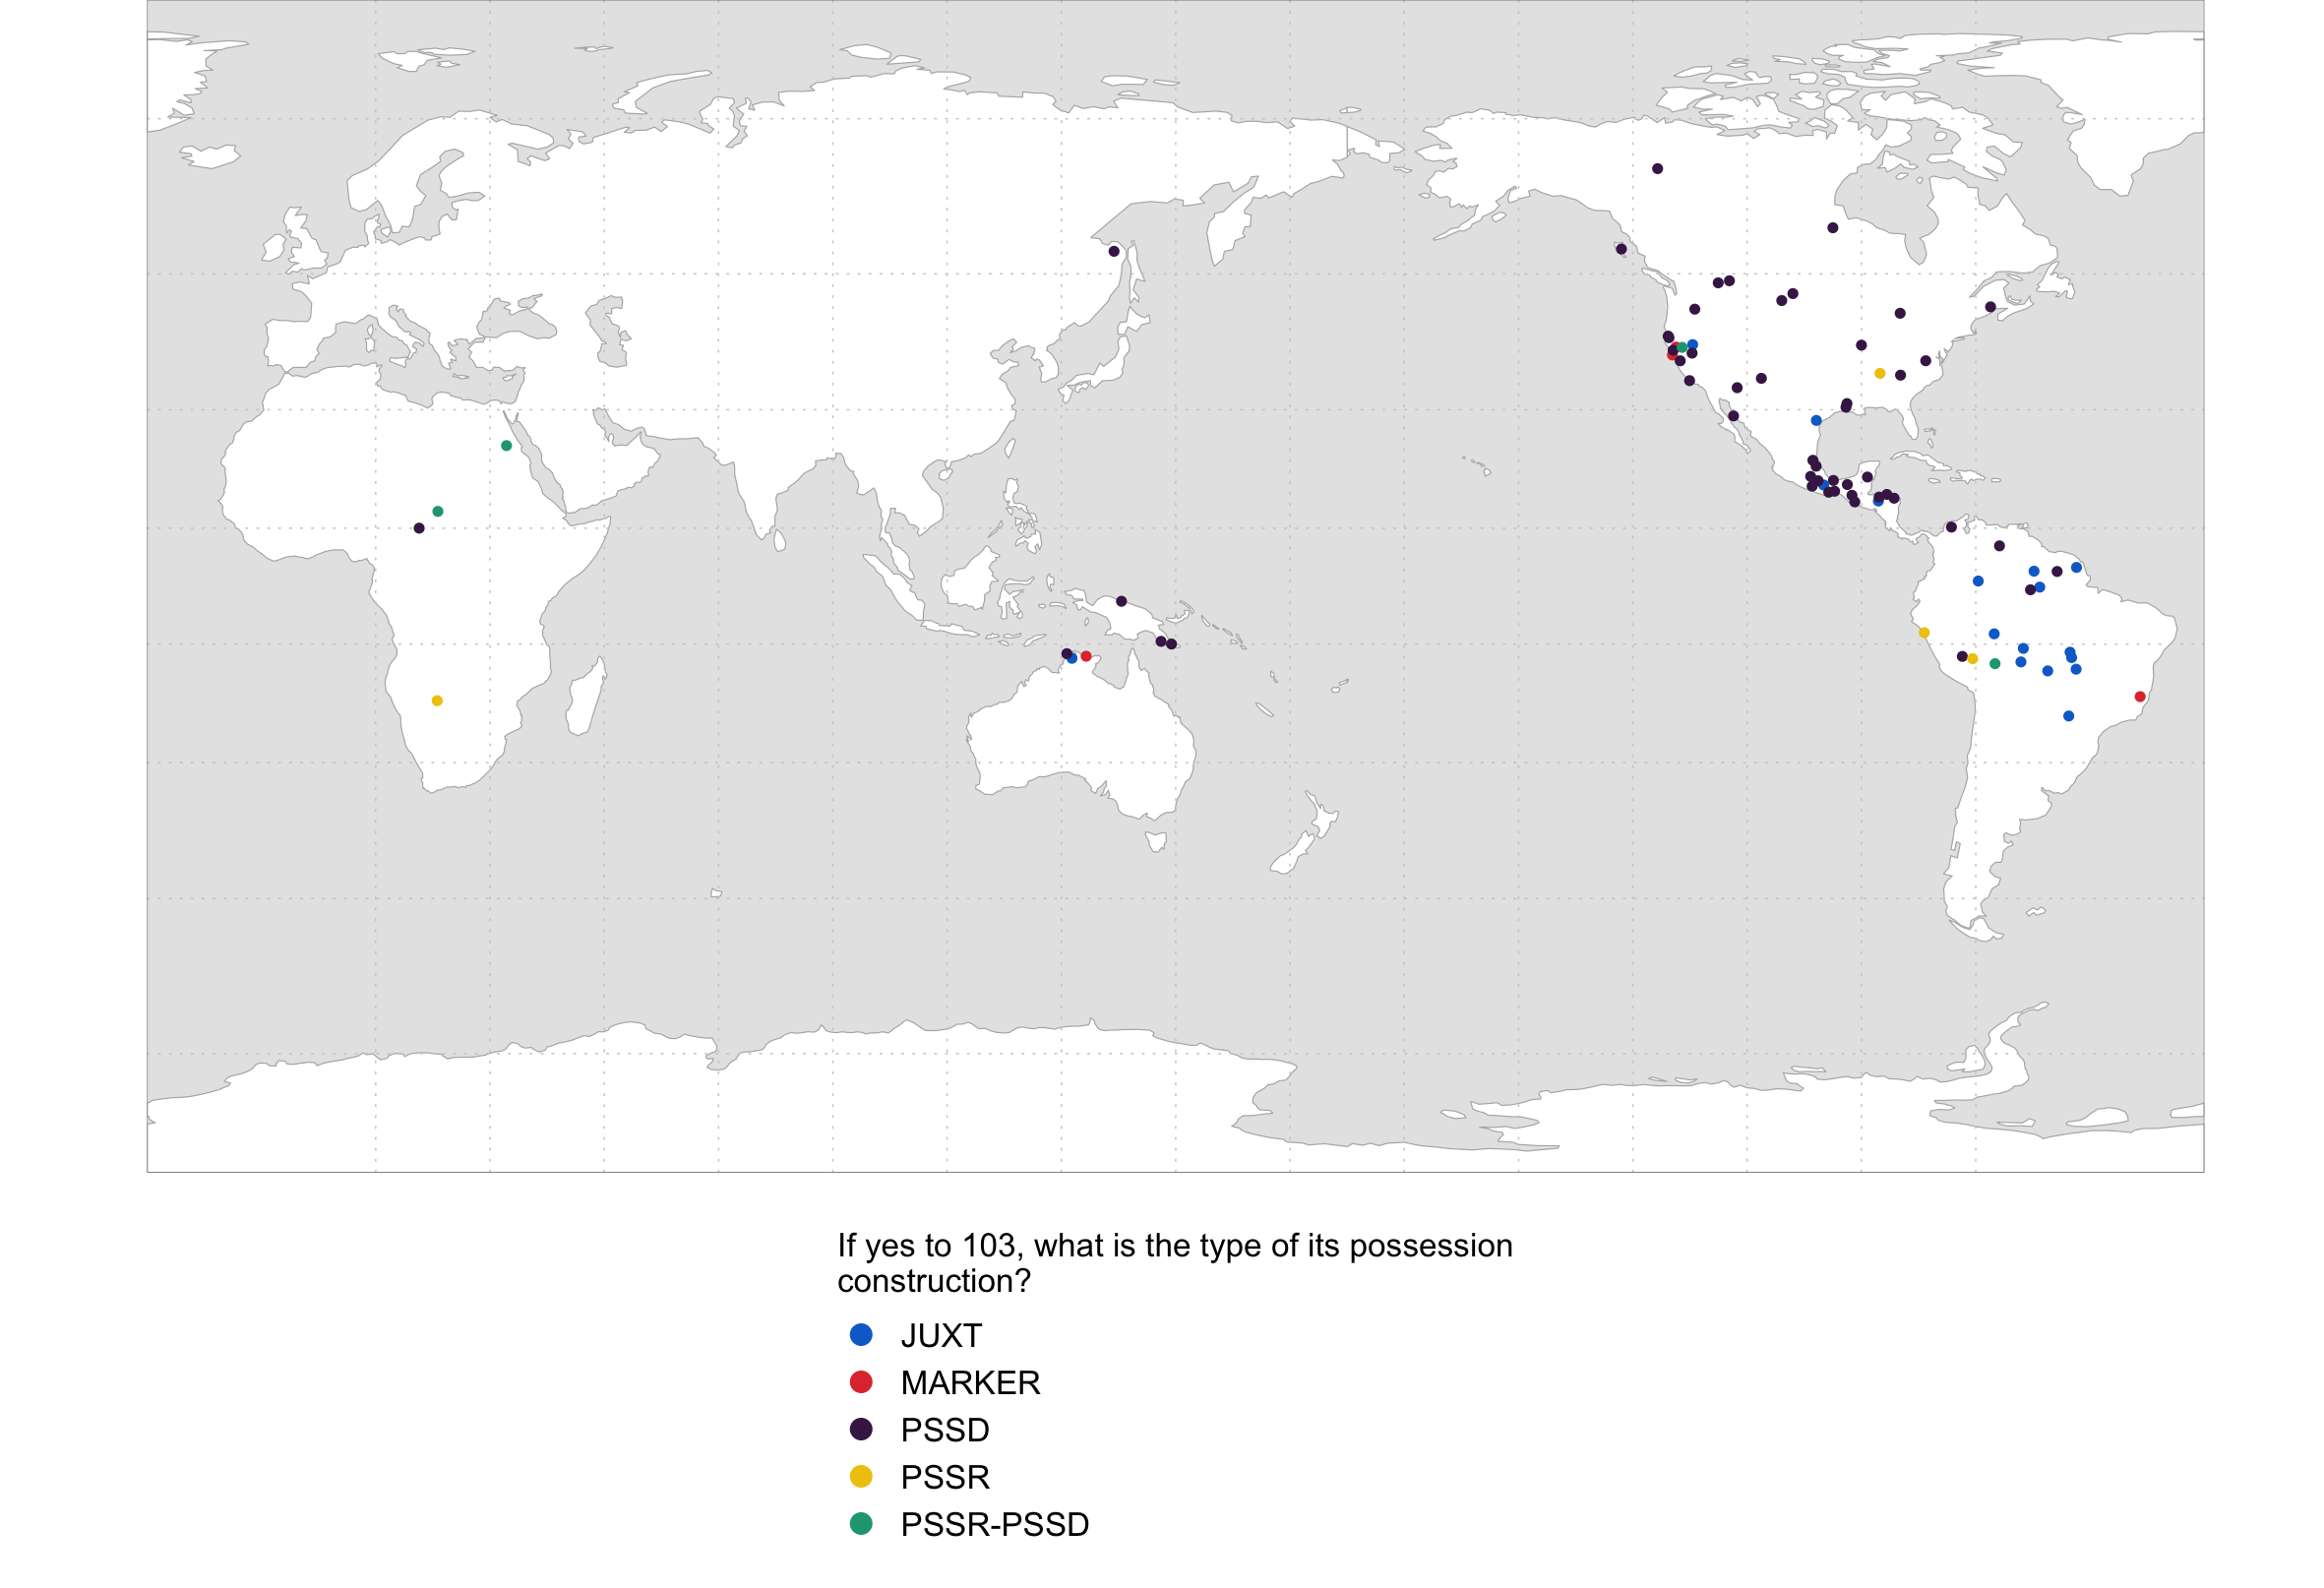 If yes to 103, what is the type of its possession
construction?
JUXT
MARKER
PSSD
PSSR
PSSR-PSSD